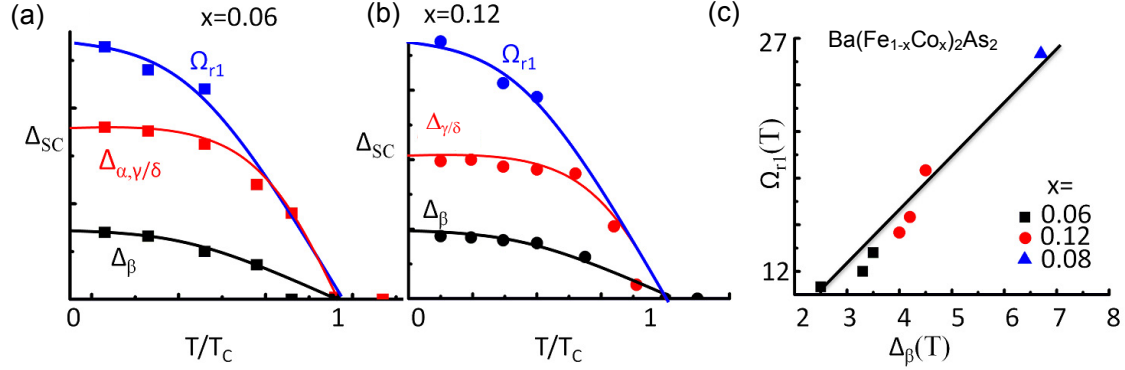 (a)
x=0.06
Ω_r1
Δ_SC
Δ_α,γ/δ
Δ_β
0
1
T/T_C
(b)
x=0.12
Ω_r1
Δ_SC
Δ_γ/δ
Δ_β
0
1
T/T_C
(c)
27
Ba(Fe_1-xCo_x)_2As_2
Ω_r1(T)
x=
0.06
0.12
0.08
12
2 3 4 5 6 7 8
Δ_β(T)